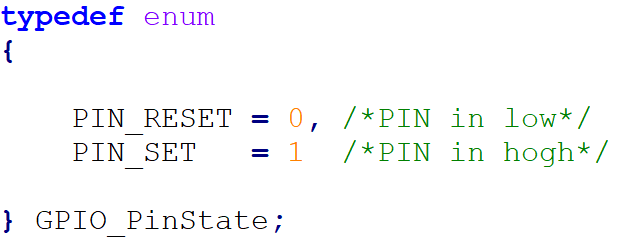 typedef enum
{
PIN_RESET = 0, /*PIN in low*/
PIN_SET = 1 /*PIN in hogh*/
} GPIO_PinState;